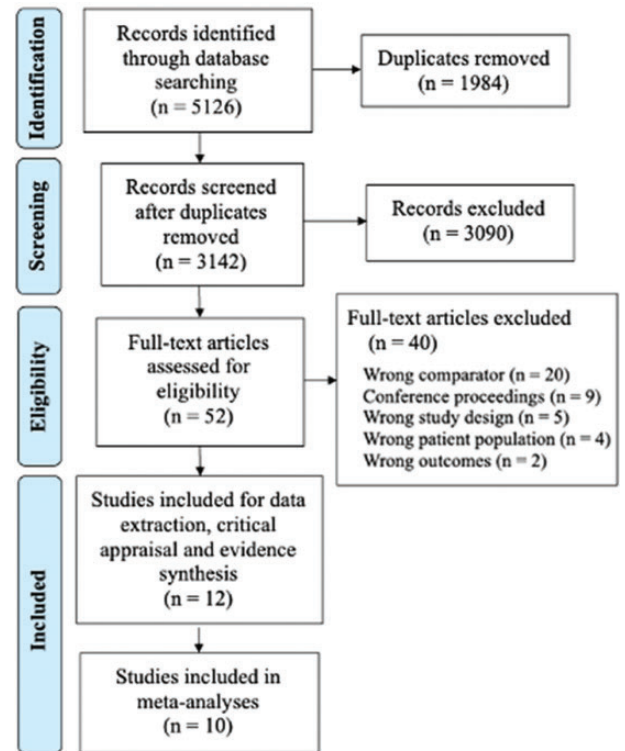 Identification
Records identified
through database
searching
(n = 5126)
Duplicates removed
(n = 1984)
Screening
Records screened
after duplicates
removed
(n = 3142)
Records excluded
(n = 3090)
Eligibility
Full-text articles
assessed for
eligibility
(n = 52)
Full-text articles excluded
(n = 40)
Wrong comparator (n = 20)
Conference proceedings (n = 9)
Wrong study design (n = 5)
Wrong patient population (n = 4)
Wrong outcomes (n = 2)
Included
Studies included for data
extraction, critical
appraisal and evidence
synthesis
(n = 12)
Studies included in
meta-analyses
(n = 10)